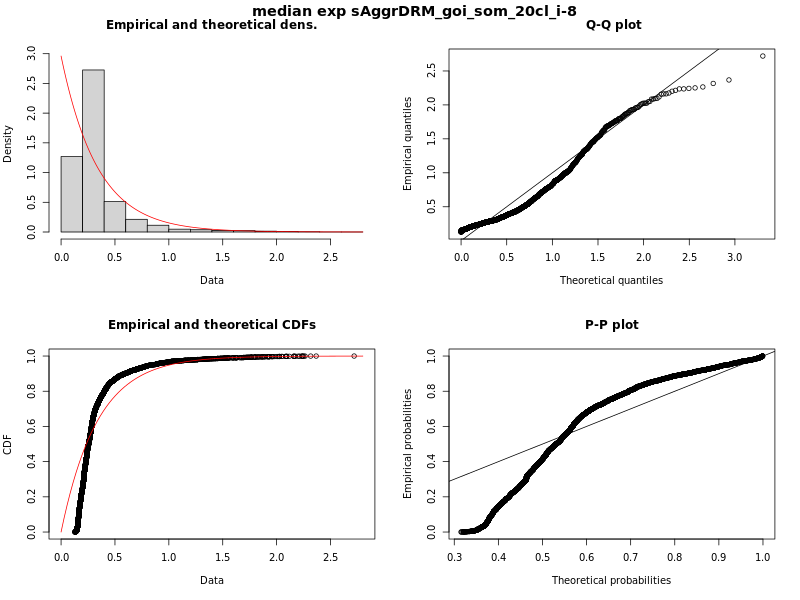 median exp sAggrDRM_goi_som_20cl_i-8
Empirical and theoretical dens.
Density
0.0 0.5 1.0 1.5 2.0 2.5 3.0
0.0 0.5 1.0 1.5 2.0 2.5
Data
Q-Q plot
Empirical quantiles
0.5 1.0 1.5 2.0 2.5
0.0 0.5 1.0 1.5 2.0 2.5 3.0
Theoretical quantiles
Empirical and theoretical CDFs
CDF
0.0 0.2 0.4 0.6 0.8 1.0
0.0 0.5 1.0 1.5 2.0 2.5
Data
P-P plot
Empirical probabilities
0.0 0.2 0.4 0.6 0.8 1.0
0.3 0.4 0.5 0.6 0.7 0.8 0.9 1.0
Theoretical probabilities